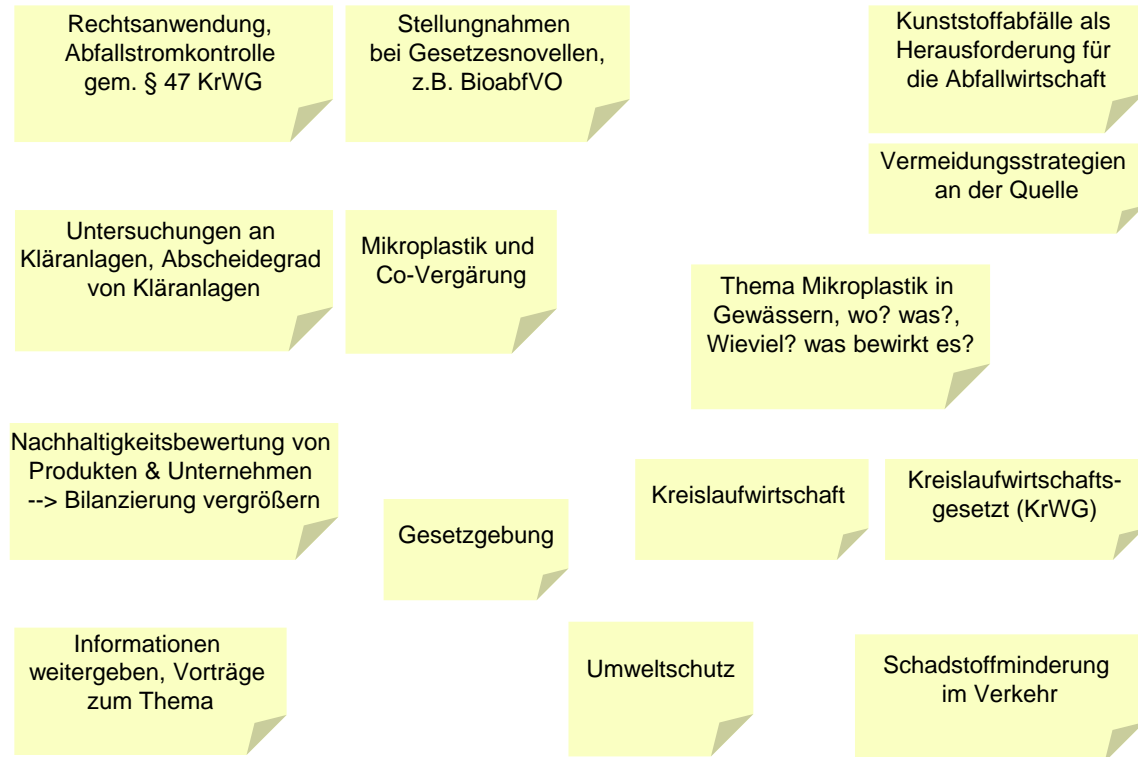 Rechtsanwendung,
Abfallstromkontrolle
gem. § 47 KrWG
Stellungnahmen
bei Gesetzesnovellen,
z.B. BioabfVO
Kunststoffabfälle als
Herausforderung für
die Abfallwirtschaft
Vermeidungsstrategien
an der Quelle
Untersuchungen an
Kläranlagen, Abscheidegrad
von Kläranlagen
Mikroplastik und
Co-Vergärung
Thema Mikroplastik in
Gewässern, wo? was?,
Wieviel? was bewirkt es?
Nachhaltigkeitsbewertung von
Produkten & Unternehmen
--> Bilanzierung vergrößern
Gesetzgebung
Kreislaufwirtschaft
Kreislaufwirtschafts-
gesetzt (KrWG)
Informationen
weitergeben, Vorträge
zum Thema
Umweltschutz
Schadstoffminderung
im Verkehr